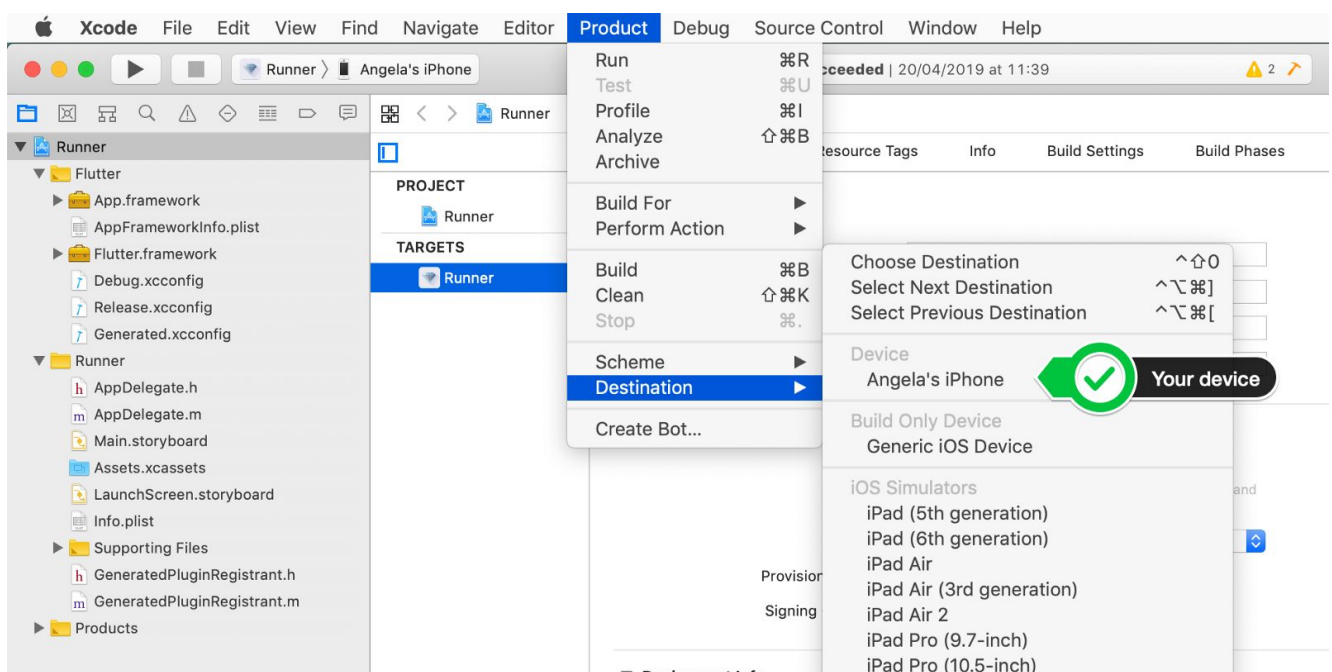 Xcode File Edit View Find Navigate Editor Product Debug Source Control Window Help
Runner 〉 Angela's iPhone
cceeded | 20/04/2019 at 11:39
2
Runner
Runner
Flutter
App.framework
AppFrameworkInfo.plist
Flutter.framework
Debug.xcconfig
Release.xcconfig
Generated.xcconfig
Runner
h AppDelegate.h
m AppDelegate.m
Main.storyboard
Assets.xcassets
LaunchScreen.storyboard
Info.plist
Supporting Files
h GeneratedPluginRegistrant.h
m GeneratedPluginRegistrant.m
Products
PROJECT
Runner
TARGETS
Runner
Resource Tags Info Build Settings Build Phases
Run ⌘R
Test ⌘U
Profile ⌘I
Analyze ⇧⌘B
Archive
Build For ▶
Perform Action ▶
Build ⌘B
Clean ⇧⌘K
Stop ⌘.
Scheme ▶
Destination ▶
Create Bot...
Choose Destination ^⇧0
Select Next Destination ^⌥⌘]
Select Previous Destination ^⌥⌘[
Device
Angela's iPhone
Your device
Build Only Device
Generic iOS Device
iOS Simulators
iPad (5th generation)
iPad (6th generation)
iPad Air
iPad Air (3rd generation)
iPad Air 2
iPad Pro (9.7-inch)
iPad Pro (10.5-inch)
and
Provision
Signing